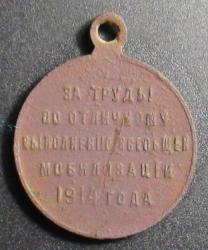 ЗА ТРУДЫ
ПО ОТЛИЧНОМУ
ВЫПОЛНЕНІЮ ВСЕОБЩЕЙ
МОБИЛИЗАЦІИ
1914 ГОДА